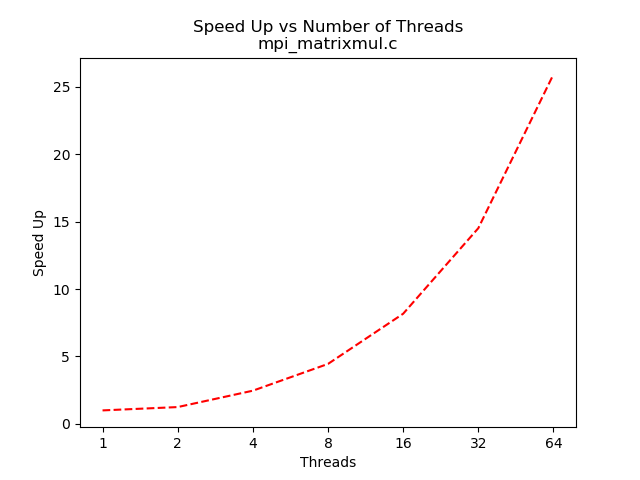 Speed Up vs Number of Threads
mpi_matrixmul.c
Speed Up
25
20
15
10
5
0
1 2 4 8 16 32 64
Threads